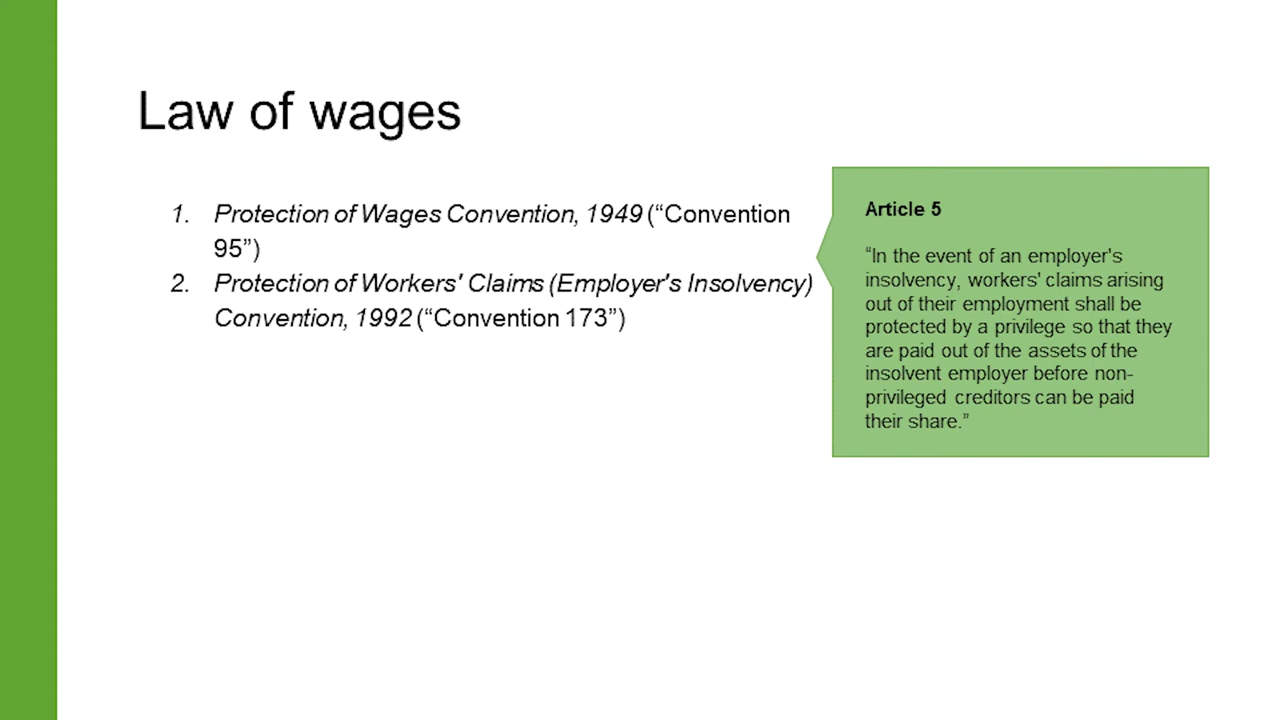 Law of wages
1. Protection of Wages Convention, 1949 (“Convention
95”)
2. Protection of Workers' Claims (Employer's Insolvency)
Convention, 1992 (“Convention 173”)
Article 5
“In the event of an employer's
insolvency, workers' claims arising
out of their employment shall be
protected by a privilege so that they
are paid out of the assets of the
insolvent employer before non-
privileged creditors can be paid
their share.”